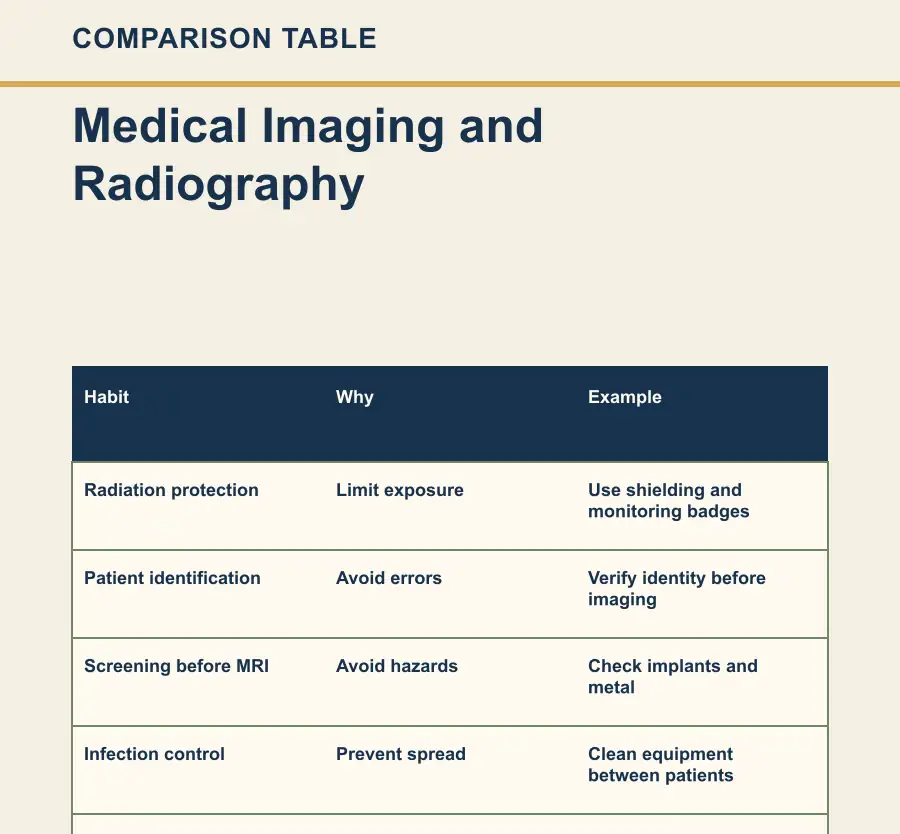 COMPARISON TABLE
Medical Imaging and
Radiography
Habit Why Example
Radiation protection Limit exposure Use shielding and
monitoring badges
Patient identification Avoid errors Verify identity before
imaging
Screening before MRI Avoid hazards Check implants and
metal
Infection control Prevent spread Clean equipment
between patients